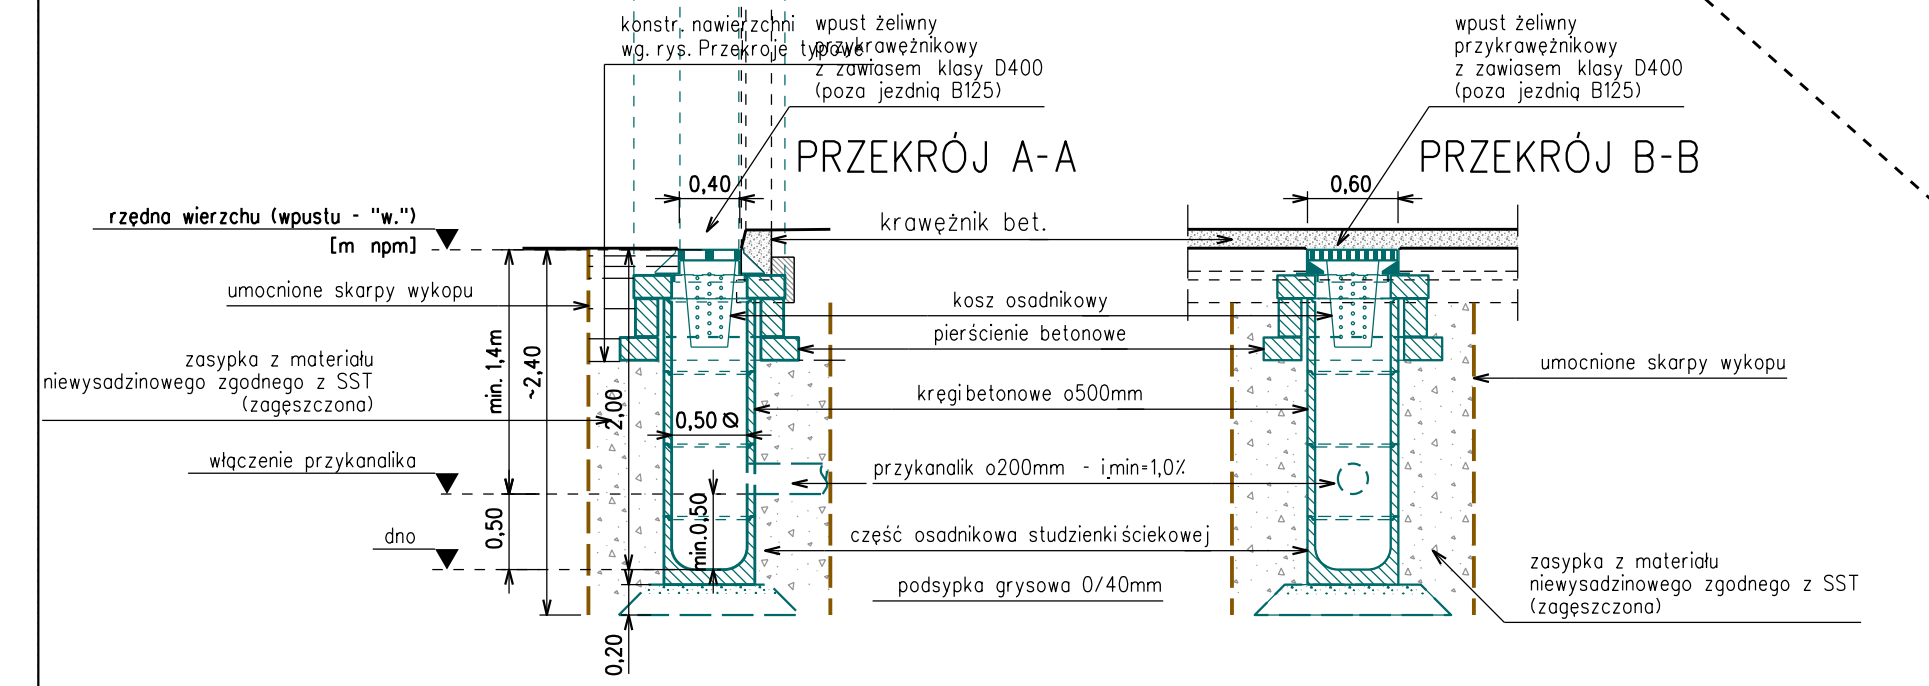 konstr. nawierzchni
wg. rys. Przekroje typowe
wpust żeliwny
przykrawężnikowy
z zawiasem klasy D400
(poza jezdnią B125)
wpust żeliwny
przykrawężnikowy
z zawiasem klasy D400
(poza jezdnią B125)
PRZEKRÓJ A-A
PRZEKRÓJ B-B
0,40
0,60
rzędna wierzchu (wpustu - "w.")
[m npm]
krawężnik bet.
umocnione skarpy wykopu
kosz osadnikowy
pierścienie betonowe
zasypka z materiału
niewysadzinowego zgodnego z SST
(zagęszczona)
min. 1,4m
~2,40
2,00
0,50 Ø
kręgi betonowe o500mm
umocnione skarpy wykopu
włączenie przykanalika
przykanalik o200mm - imin=1,0%
0,50
min.0,50
dno
część osadnikowa studzienki ściekowej
podsypka grysowa 0/40mm
zasypka z materiału
niewysadzinowego zgodnego z SST
(zagęszczona)
0,20